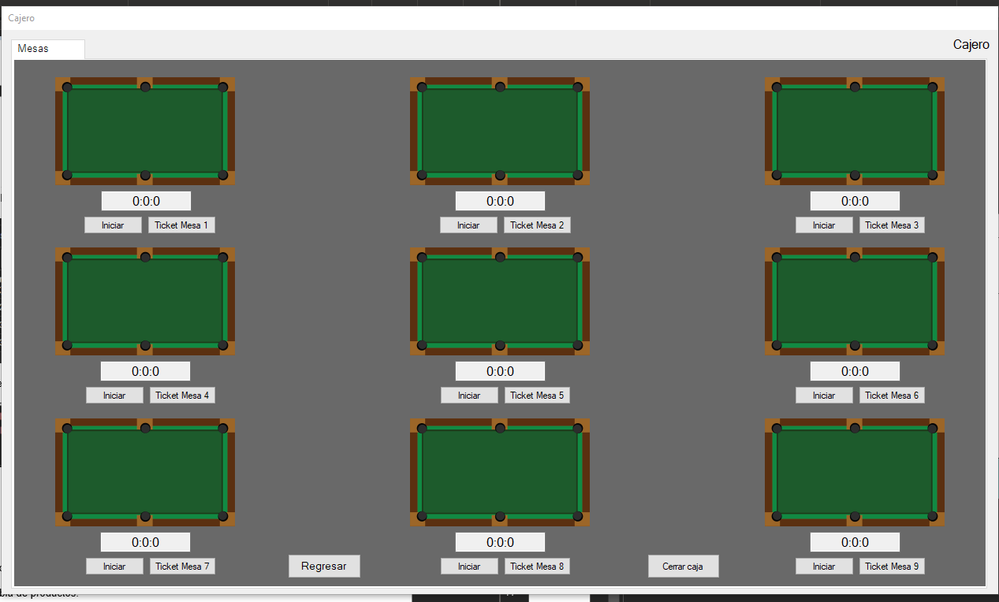 Cajero
Mesas
Cajero
0:0:0
0:0:0
0:0:0
Iniciar
Ticket Mesa 1
Iniciar
Ticket Mesa 2
Iniciar
Ticket Mesa 3
0:0:0
0:0:0
0:0:0
Iniciar
Ticket Mesa 4
Iniciar
Ticket Mesa 5
Iniciar
Ticket Mesa 6
0:0:0
0:0:0
0:0:0
Iniciar
Ticket Mesa 7
Regresar
Iniciar
Ticket Mesa 8
Cerrar caja
Iniciar
Ticket Mesa 9
de productos.